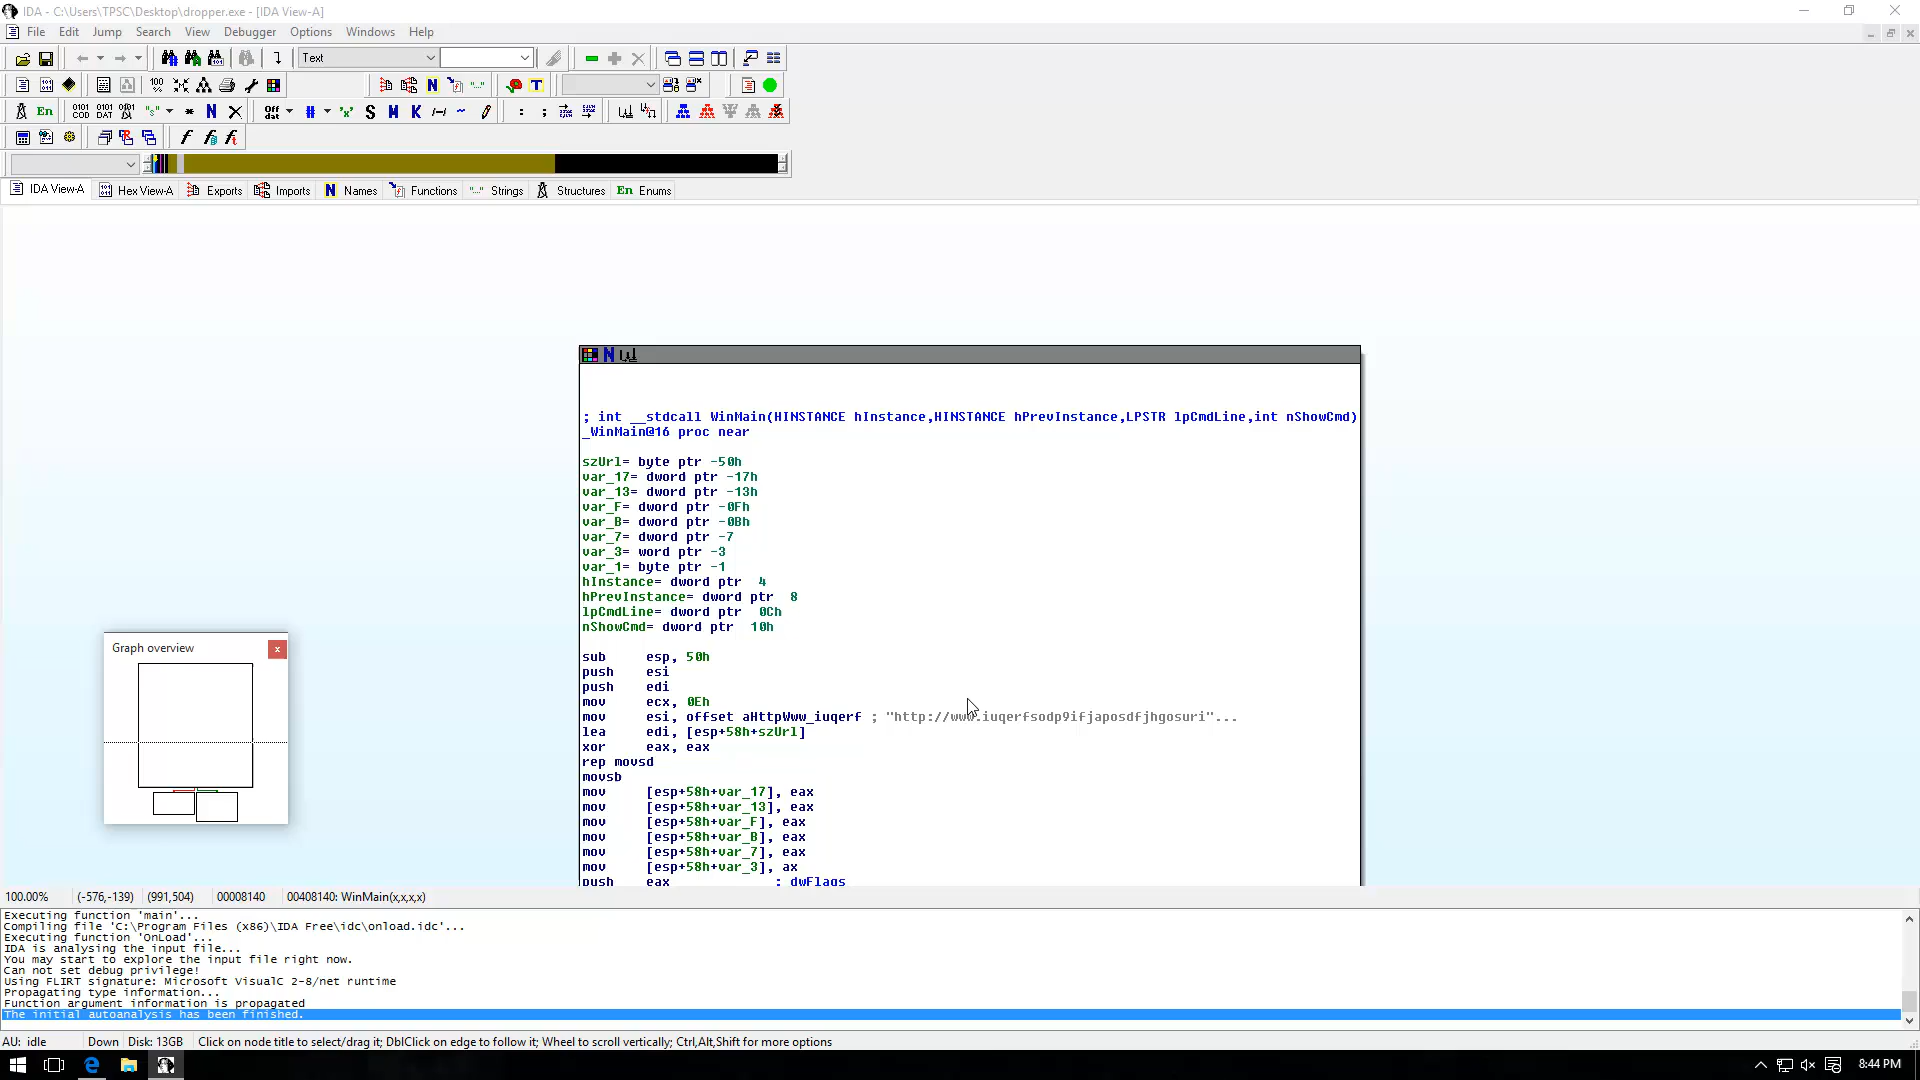 IDA - C:\Users\TPSC\Desktop\dropper.exe - [IDA View-A]
File Edit Jump Search View Debugger Options Windows Help
Text
IDA View-A Hex View-A Exports Imports N Names Functions Strings Structures En Enums
; int __stdcall WinMain(HINSTANCE hInstance,HINSTANCE hPrevInstance,LPSTR lpCmdLine,int nShowCmd)
_WinMain@16 proc near
szUrl= byte ptr -50h
var_17= dword ptr -17h
var_13= dword ptr -13h
var_F= dword ptr -0Fh
var_B= dword ptr -0Bh
var_7= dword ptr -7
var_3= word ptr -3
var_1= byte ptr -1
hInstance= dword ptr  4
hPrevInstance= dword ptr  8
lpCmdLine= dword ptr  0Ch
nShowCmd= dword ptr  10h
Graph overview
sub     esp, 50h
push    esi
push    edi
mov     ecx, 0Eh
mov     esi, offset aHttpWww_iuqerf ; "http://www.iuqerfsodp9ifjaposdfjhgosuri"...
lea     edi, [esp+58h+szUrl]
xor     eax, eax
rep movsd
movsb
mov     [esp+58h+var_17], eax
mov     [esp+58h+var_13], eax
mov     [esp+58h+var_F], eax
mov     [esp+58h+var_B], eax
mov     [esp+58h+var_7], eax
mov     [esp+58h+var_3], ax
push    eax             ; dwFlags
100.00% (-576,-139) (991,504) 00008140 00408140: WinMain(x,x,x,x)
Executing function 'main'...
Compiling file 'C:\Program Files (x86)\IDA Free\idc\onload.idc'...
Executing function 'OnLoad'...
IDA is analysing the input file...
You may start to explore the input file right now.
Can not set debug privilege!
Using FLIRT signature: Microsoft VisualC 2-8/net runtime
Propagating type information...
Function argument information is propagated
The initial autoanalysis has been finished.
AU: idle Down Disk: 13GB Click on node title to select/drag it; DblClick on edge to follow it; Wheel to scroll vertically; Ctrl,Alt,Shift for more options
8:44 PM